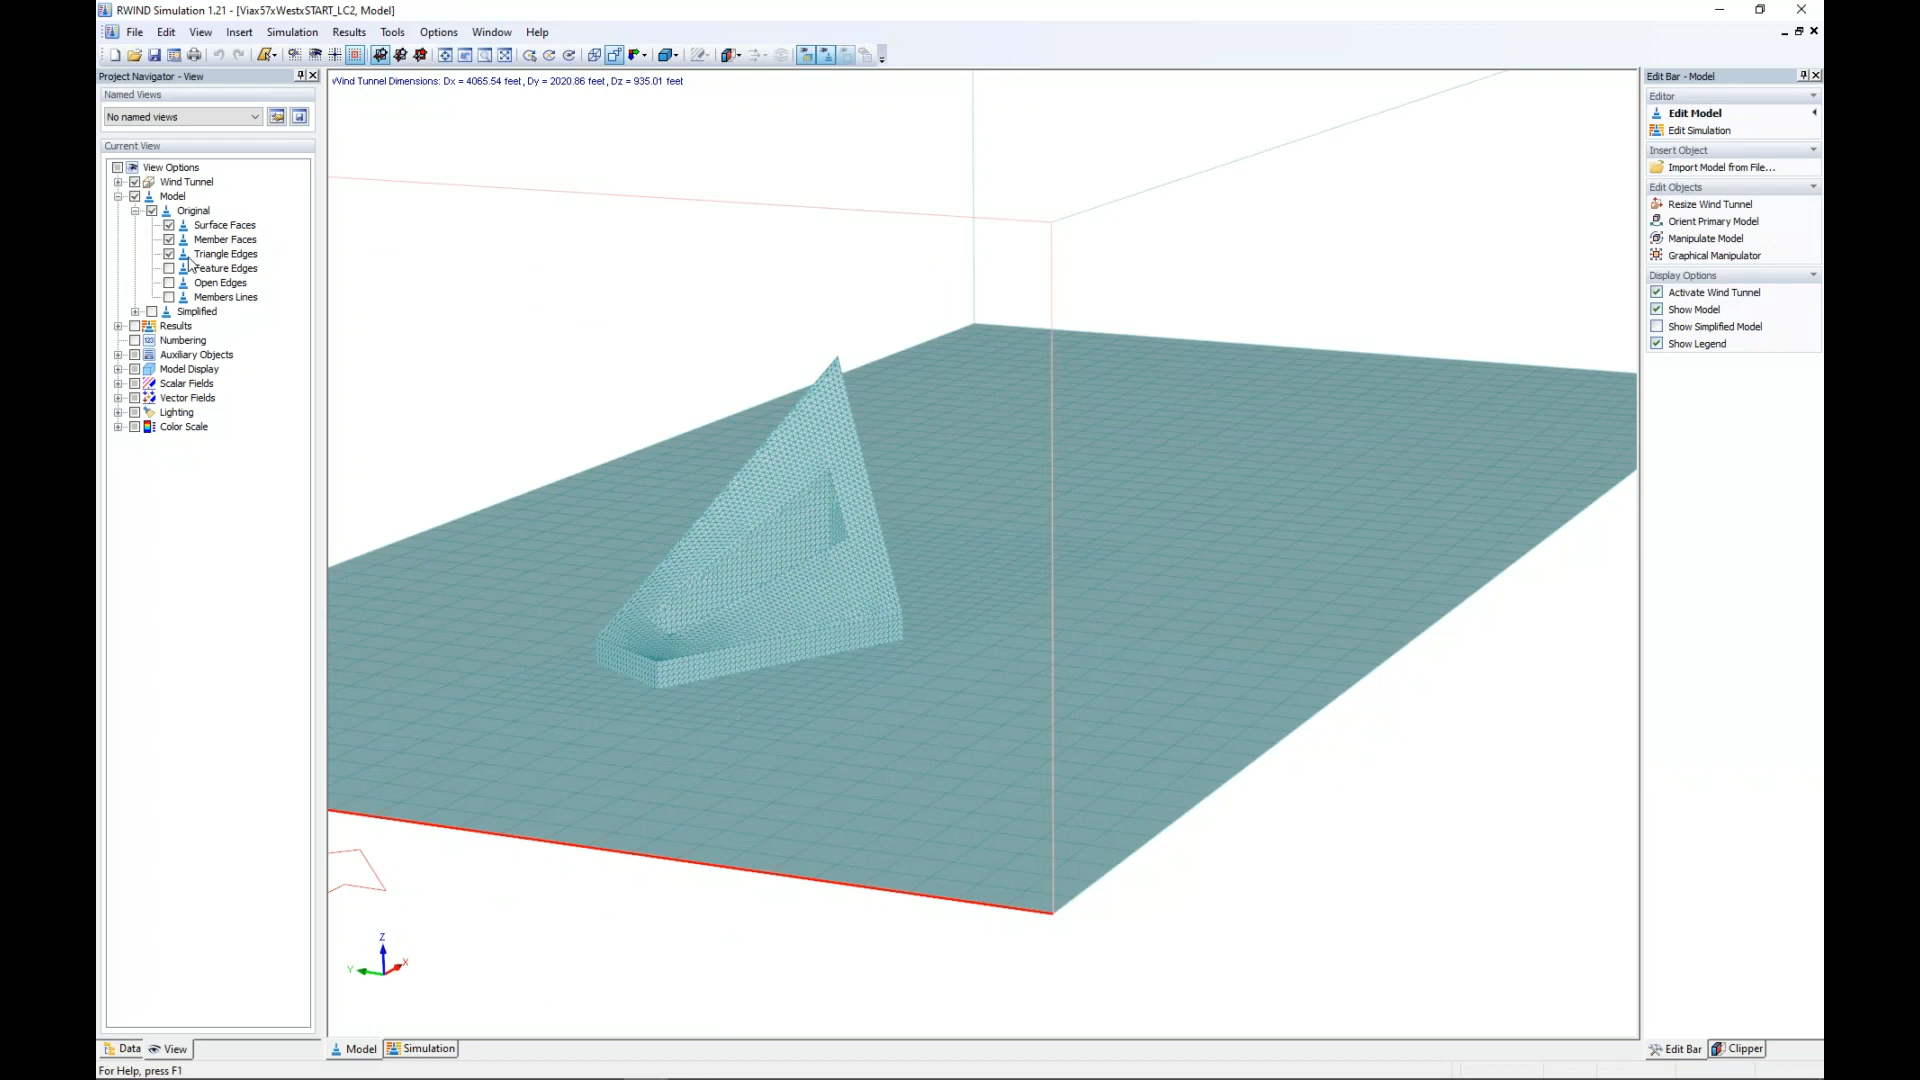 RWIND Simulation 1.21 - [Viax57xWestxSTART_LC2, Model]
File Edit View Insert Simulation Results Tools Options Window Help
Project Navigator - View
Named Views
No named views
Current View
View Options
Wind Tunnel
Model
Original
Surface Faces
Member Faces
Triangle Edges
Feature Edges
Open Edges
Members Lines
Simplified
Results
Numbering
Auxiliary Objects
Model Display
Scalar Fields
Vector Fields
Lighting
Color Scale
Data View
Wind Tunnel Dimensions: Dx = 4065.54 feet, Dy = 2020.86 feet, Dz = 935.01 feet
Z
Y X
Model Simulation
Edit Bar - Model
Editor
Edit Model
Edit Simulation
Insert Object
Import Model from File...
Edit Objects
Resize Wind Tunnel
Orient Primary Model
Manipulate Model
Graphical Manipulator
Display Options
Activate Wind Tunnel
Show Model
Show Simplified Model
Show Legend
Edit Bar Clipper
For Help, press F1